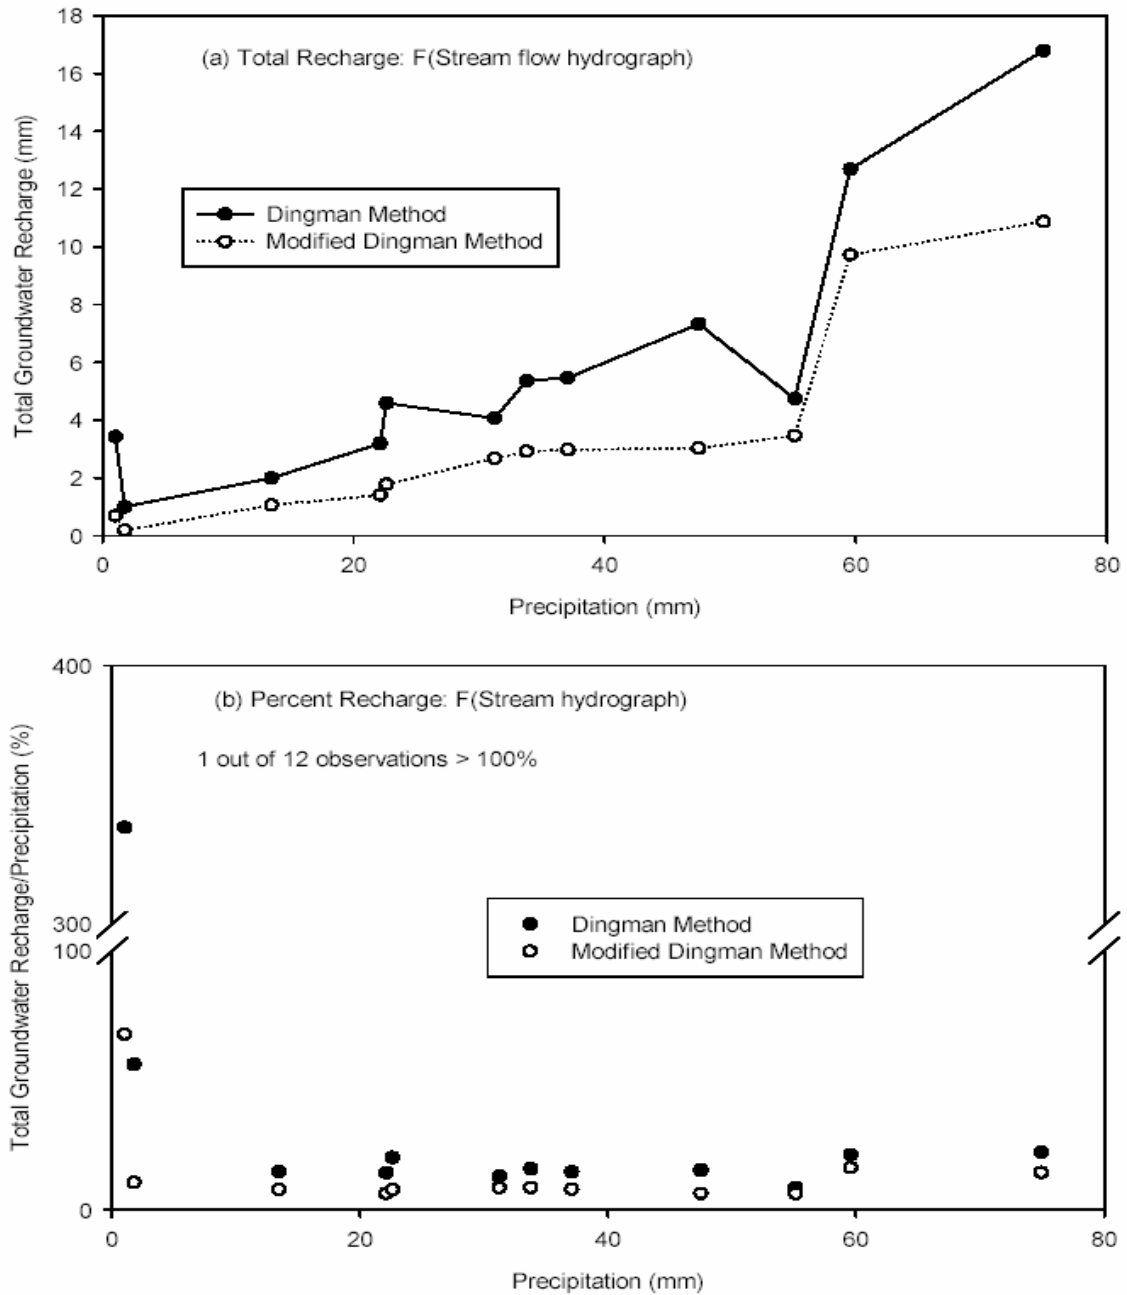 18
(a) Total Recharge: F(Stream flow hydrograph)
16
14
12
Dingman Method
Modified Dingman Method
10
8
6
4
2
0
Total Groundwater Recharge (mm)
0 20 40 60 80
Precipitation (mm)
400
(b) Percent Recharge: F(Stream hydrograph)
1 out of 12 observations > 100%
300
100
Dingman Method
Modified Dingman Method
0
Total Groundwater Recharge/Precipitation (%)
0 20 40 60 80
Precipitation (mm)